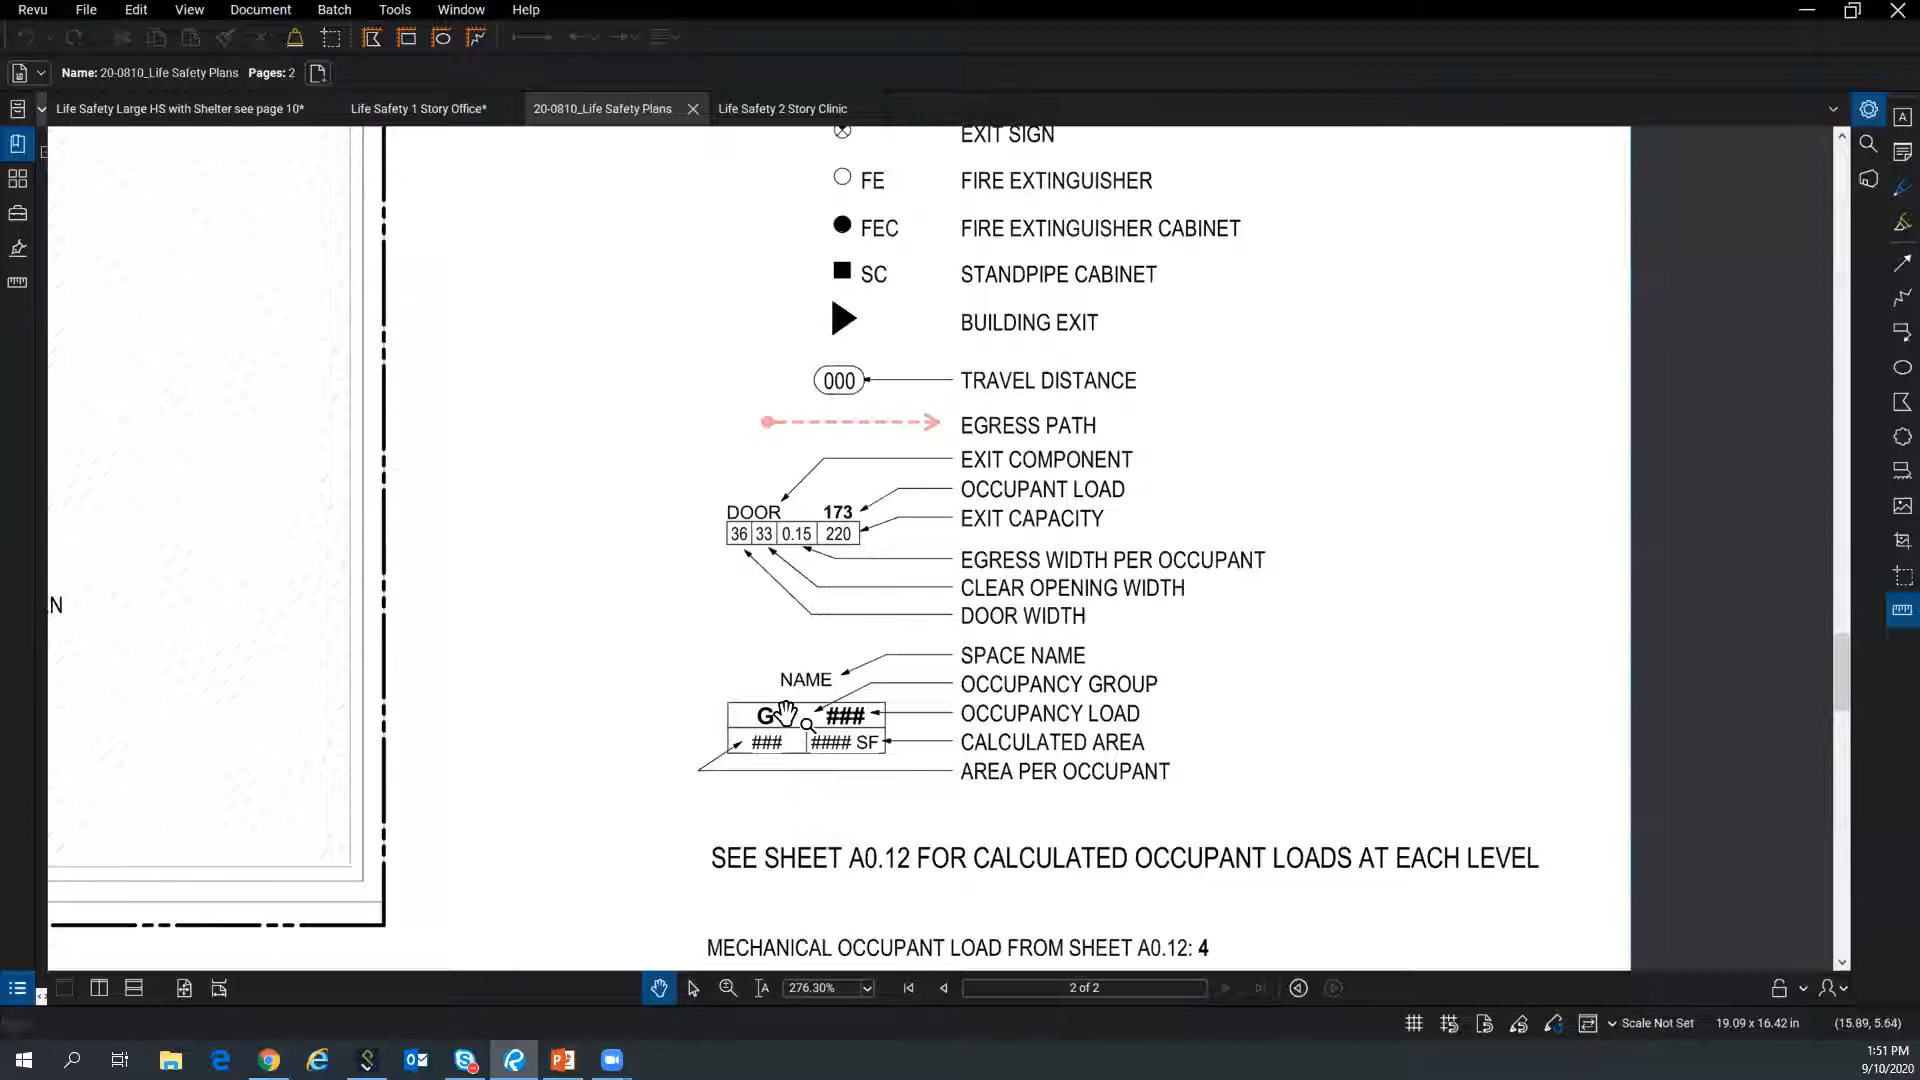 Revu File Edit View Document Batch Tools Window Help
Name: 20-0810_Life Safety Plans Pages: 2
Life Safety Large HS with Shelter see page 10* Life Safety 1 Story Office* 20-0810_Life Safety Plans Life Safety 2 Story Clinic
EXIT SIGN
FE FIRE EXTINGUISHER
FEC FIRE EXTINGUISHER CABINET
SC STANDPIPE CABINET
BUILDING EXIT
000 TRAVEL DISTANCE
EGRESS PATH
EXIT COMPONENT
OCCUPANT LOAD
DOOR 173
EXIT CAPACITY
36 33 0.15 220
EGRESS WIDTH PER OCCUPANT
CLEAR OPENING WIDTH
DOOR WIDTH
SPACE NAME
NAME
OCCUPANCY GROUP
G ### OCCUPANCY LOAD
### #### SF CALCULATED AREA
AREA PER OCCUPANT
SEE SHEET A0.12 FOR CALCULATED OCCUPANT LOADS AT EACH LEVEL
MECHANICAL OCCUPANT LOAD FROM SHEET A0.12: 4
276.30% 2 of 2
Scale Not Set 19.09 x 16.42 in (15.89, 5.64)
1:51 PM
9/10/2020